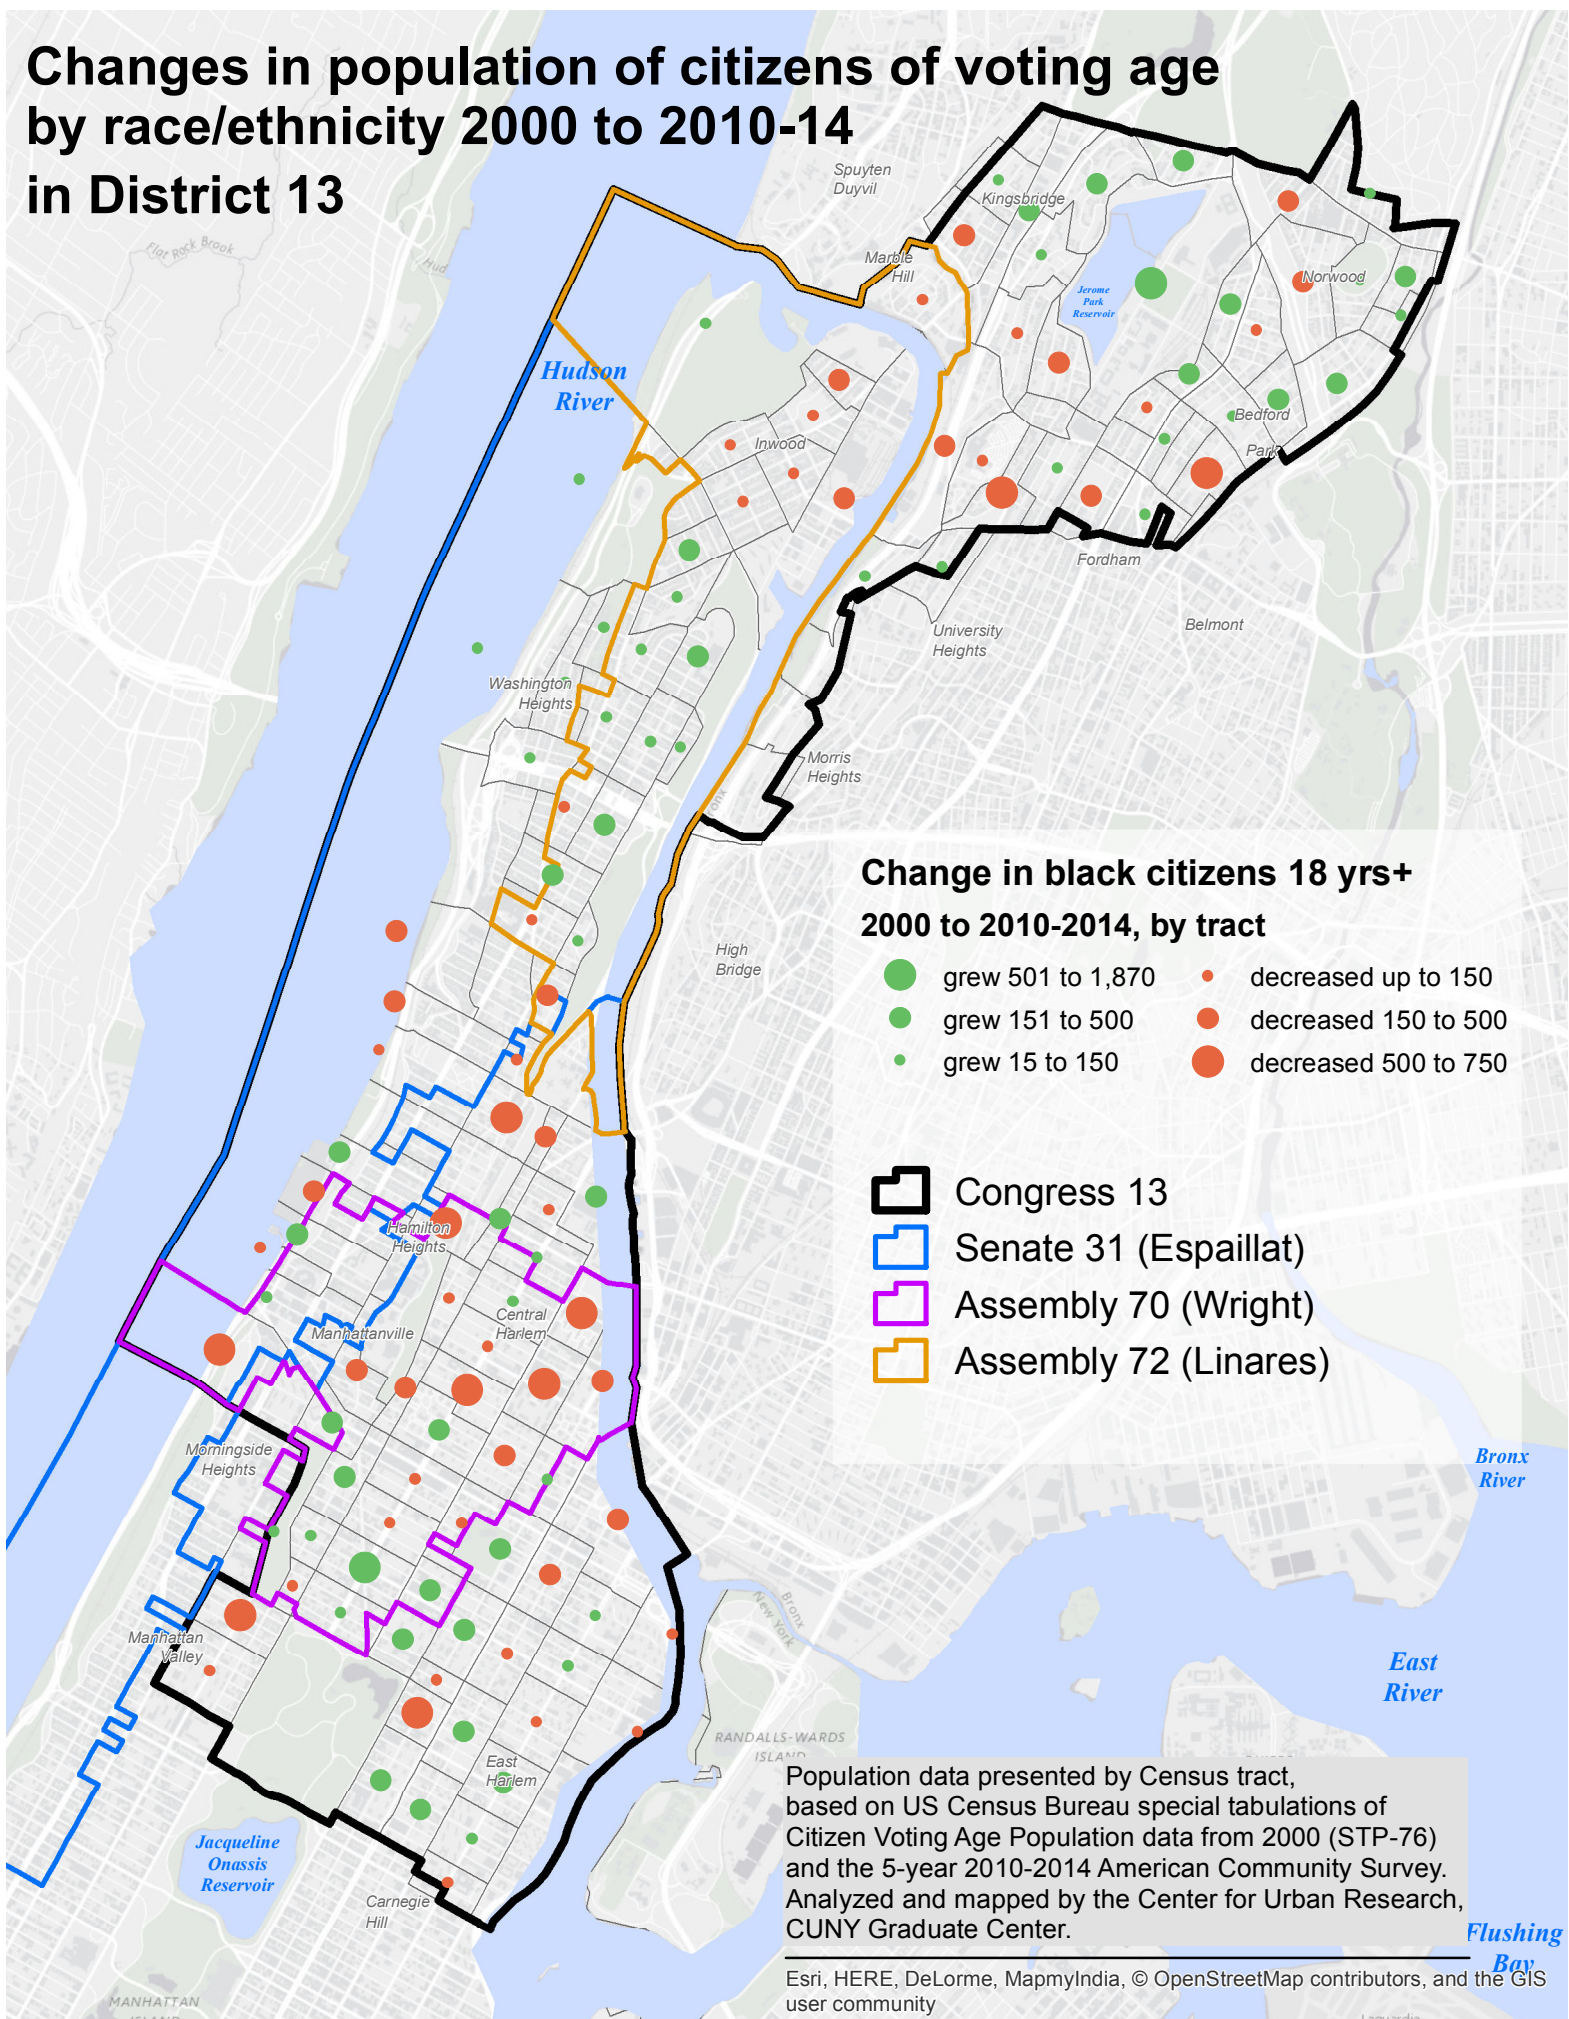 Changes in population of citizens of voting age
by race/ethnicity 2000 to 2010-14
in District 13
Spuyten
Duyvil
Kingsbridge
Flat Rock Brook
Hud
Marble
Hill
Norwood
Jerome
Park
Reservoir
Hudson
River
Inwood
Bedford
Park
Fordham
Belmont
University
Heights
Washington
Heights
Morris
Heights
onx
Change in black citizens 18 yrs+
2000 to 2010-2014, by tract
grew 501 to 1,870
decreased up to 150
grew 151 to 500
decreased 150 to 500
grew 15 to 150
decreased 500 to 750
High
Bridge
Congress 13
Senate 31 (Espaillat)
Assembly 70 (Wright)
Assembly 72 (Linares)
Hamilton
Heights
Central
Harlem
Manhattanville
Morningside
Heights
Bronx
River
Bronx
New York
Manhattan
Valley
East
River
RANDALLS-WARDS
ISLAND
East
Harlem
Jacqueline
Onassis
Reservoir
Carnegie
Hill
Population data presented by Census tract,
based on US Census Bureau special tabulations of
Citizen Voting Age Population data from 2000 (STP-76)
and the 5-year 2010-2014 American Community Survey.
Analyzed and mapped by the Center for Urban Research,
CUNY Graduate Center.
Flushing
Bay
Esri, HERE, DeLorme, MapmyIndia, © OpenStreetMap contributors, and the GIS
user community
MANHATTAN
ISLAND